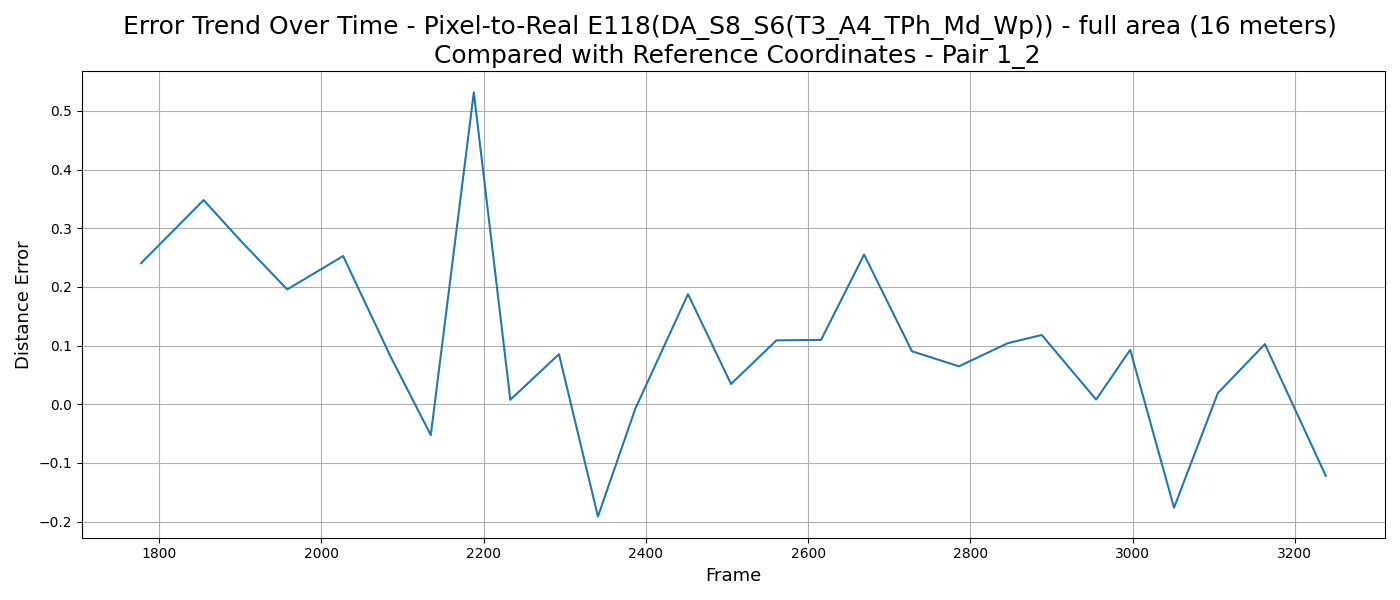 Error Trend Over Time - Pixel-to-Real E118(DA_S8_S6(T3_A4_TPh_Md_Wp)) - full area (16 meters)
Compared with Reference Coordinates - Pair 1_2
Distance Error
0.5
0.4
0.3
0.2
0.1
0.0
−0.1
−0.2
1800 2000 2200 2400 2600 2800 3000 3200
Frame